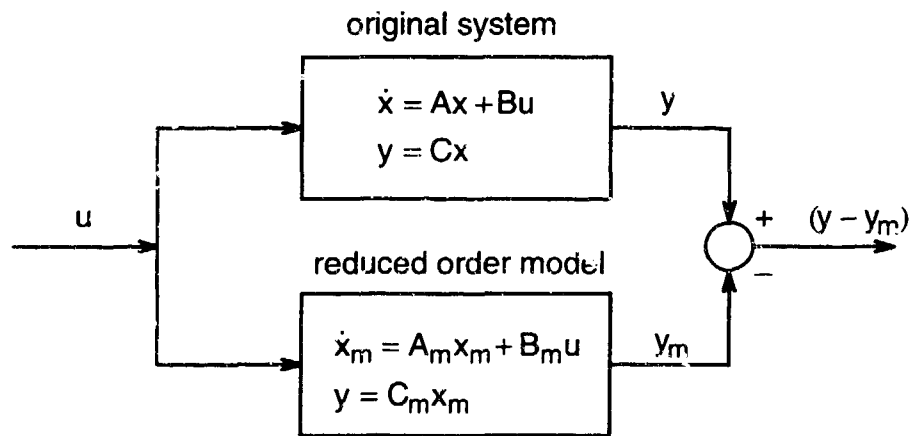 original system
ẋ = Ax + Bu
y = Cx
y
u
+
(y − yₘ)
−
reduced order model
ẋₘ = Aₘxₘ + Bₘu
y = Cₘxₘ
yₘ